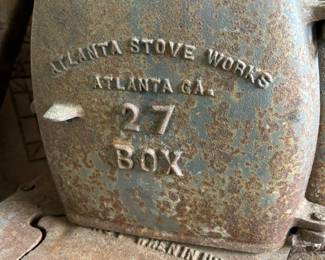 ATLANTA STOVE WORKS
ATLANTA GA.
27
BOX